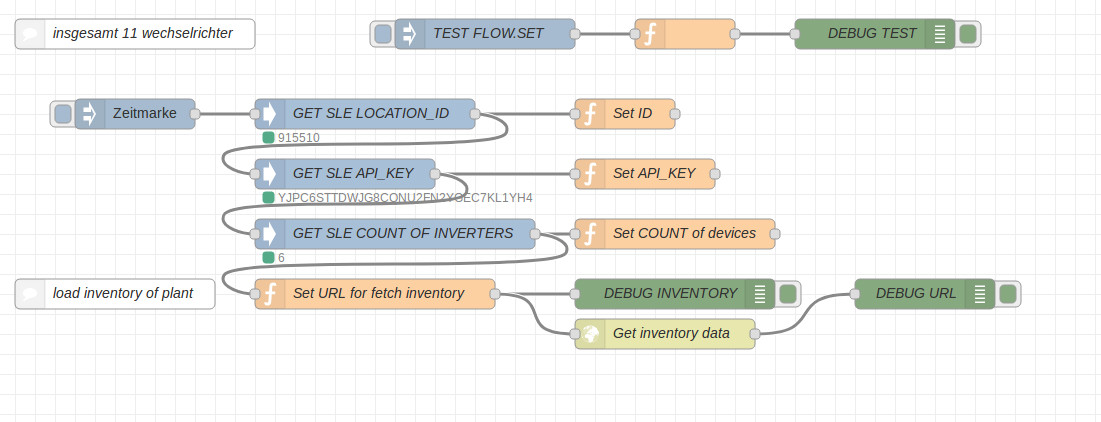 insgesamt 11 wechselrichter
TEST FLOW.SET
DEBUG TEST
Zeitmarke
GET SLE LOCATION_ID
Set ID
915510
GET SLE API_KEY
Set API_KEY
GET SLE COUNT OF INVERTERS
Set COUNT of devices
6
load inventory of plant
Set URL for fetch inventory
DEBUG INVENTORY
DEBUG URL
Get inventory data